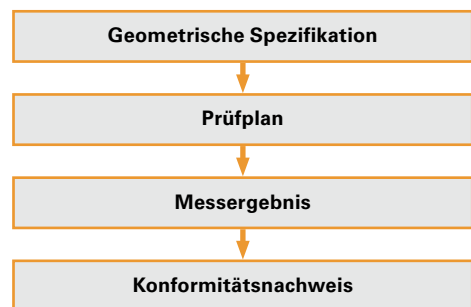 Geometrische Spezifikation
Prüfplan
Messergebnis
Konformitätsnachweis